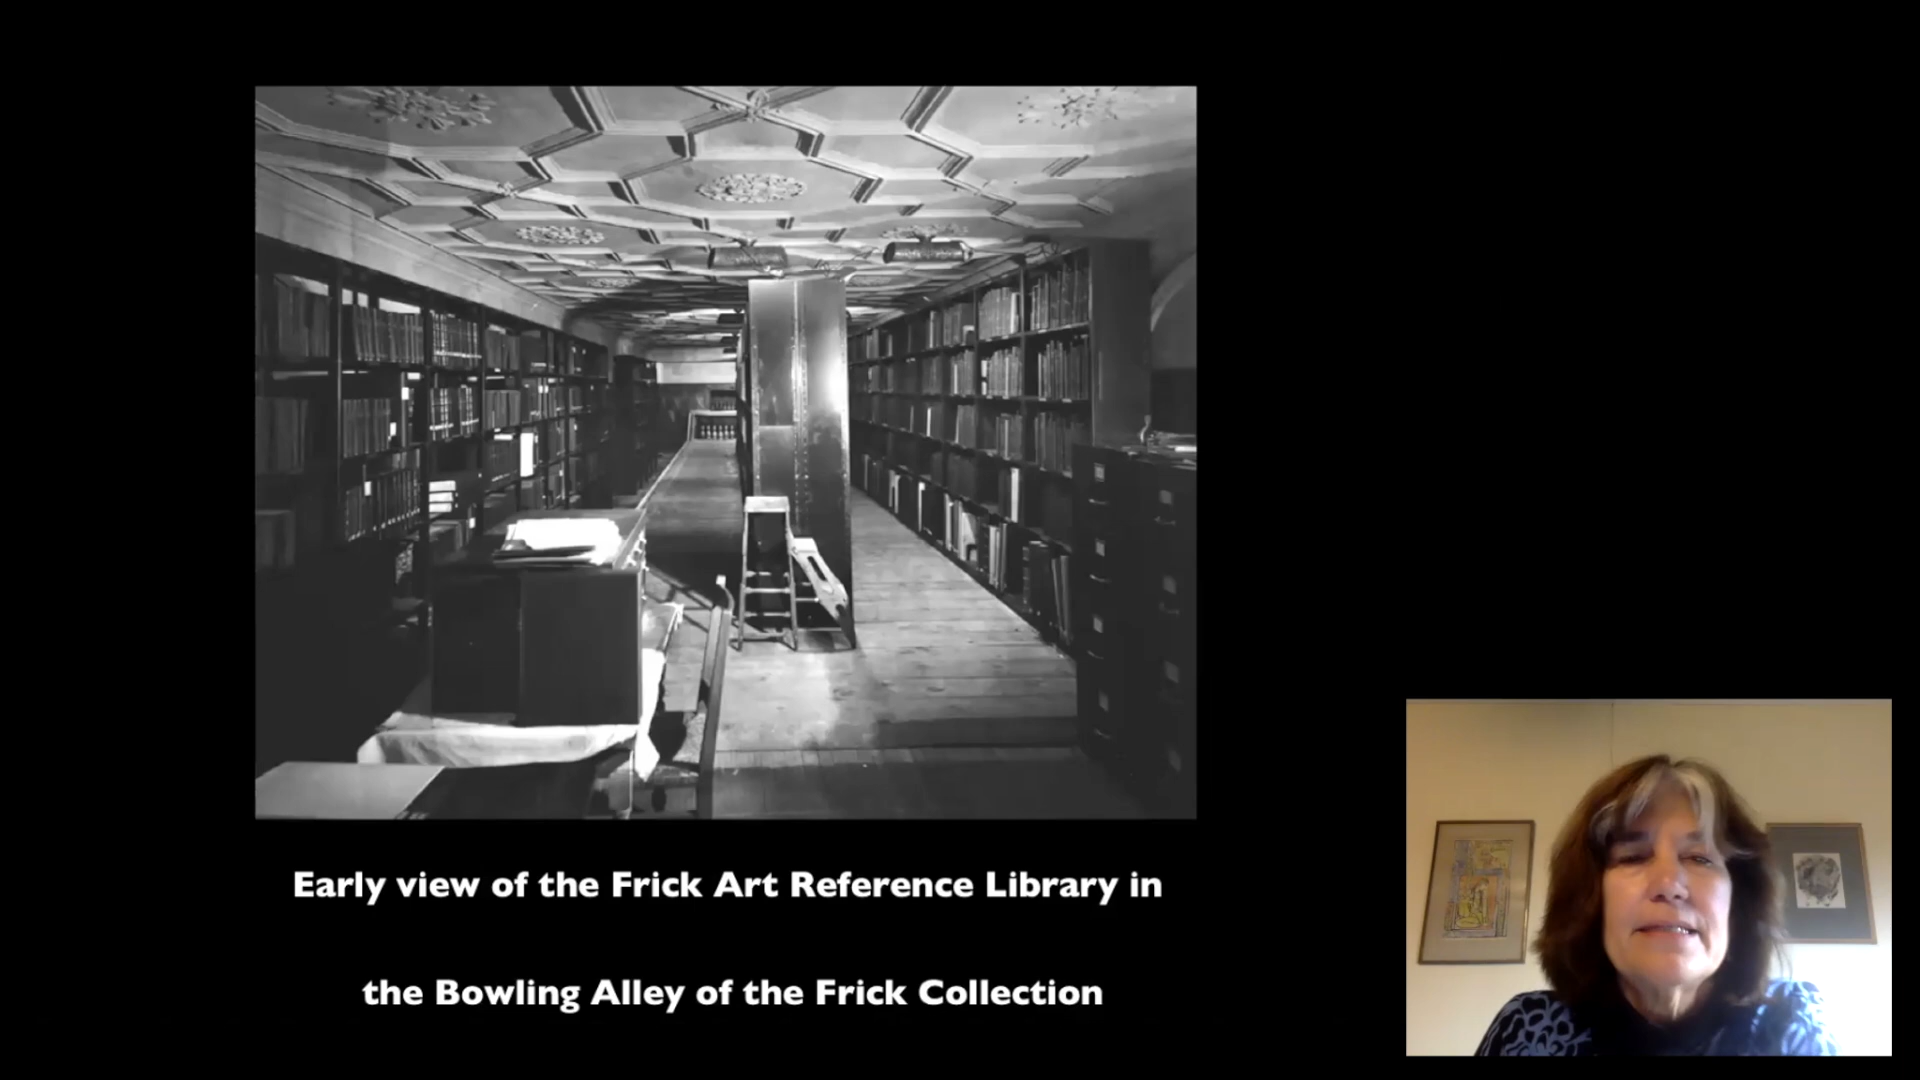 Early view of the Frick Art Reference Library in
the Bowling Alley of the Frick Collection